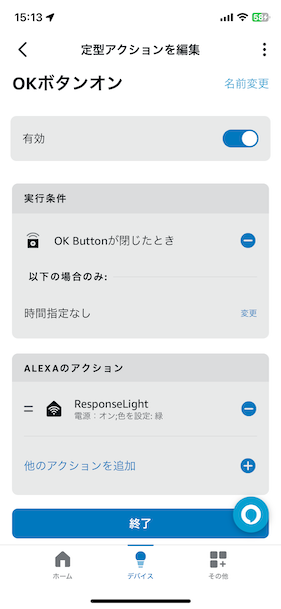 15:13
58
定型アクションを編集
OKボタンオン
名前変更
有効
実行条件
OK Buttonが閉じたとき
以下の場合のみ:
時間指定なし
変更
ALEXAのアクション
ResponseLight
電源：オン;色を設定: 緑
他のアクションを追加
終了
ホーム
デバイス
その他